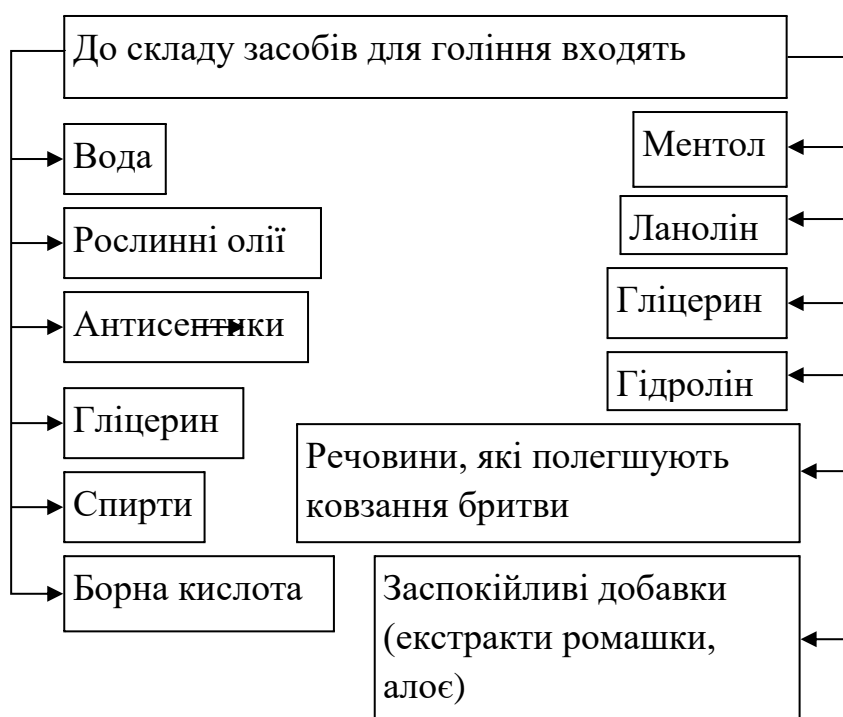 До складу засобів для гоління входять
Вода
Рослинні олії
Антисептики
Гліцерин
Спирти
Борна кислота
Ментол
Ланолін
Гліцерин
Гідролін
Речовини, які полегшують
ковзання бритви
Заспокійливі добавки
(екстракти ромашки,
алоє)